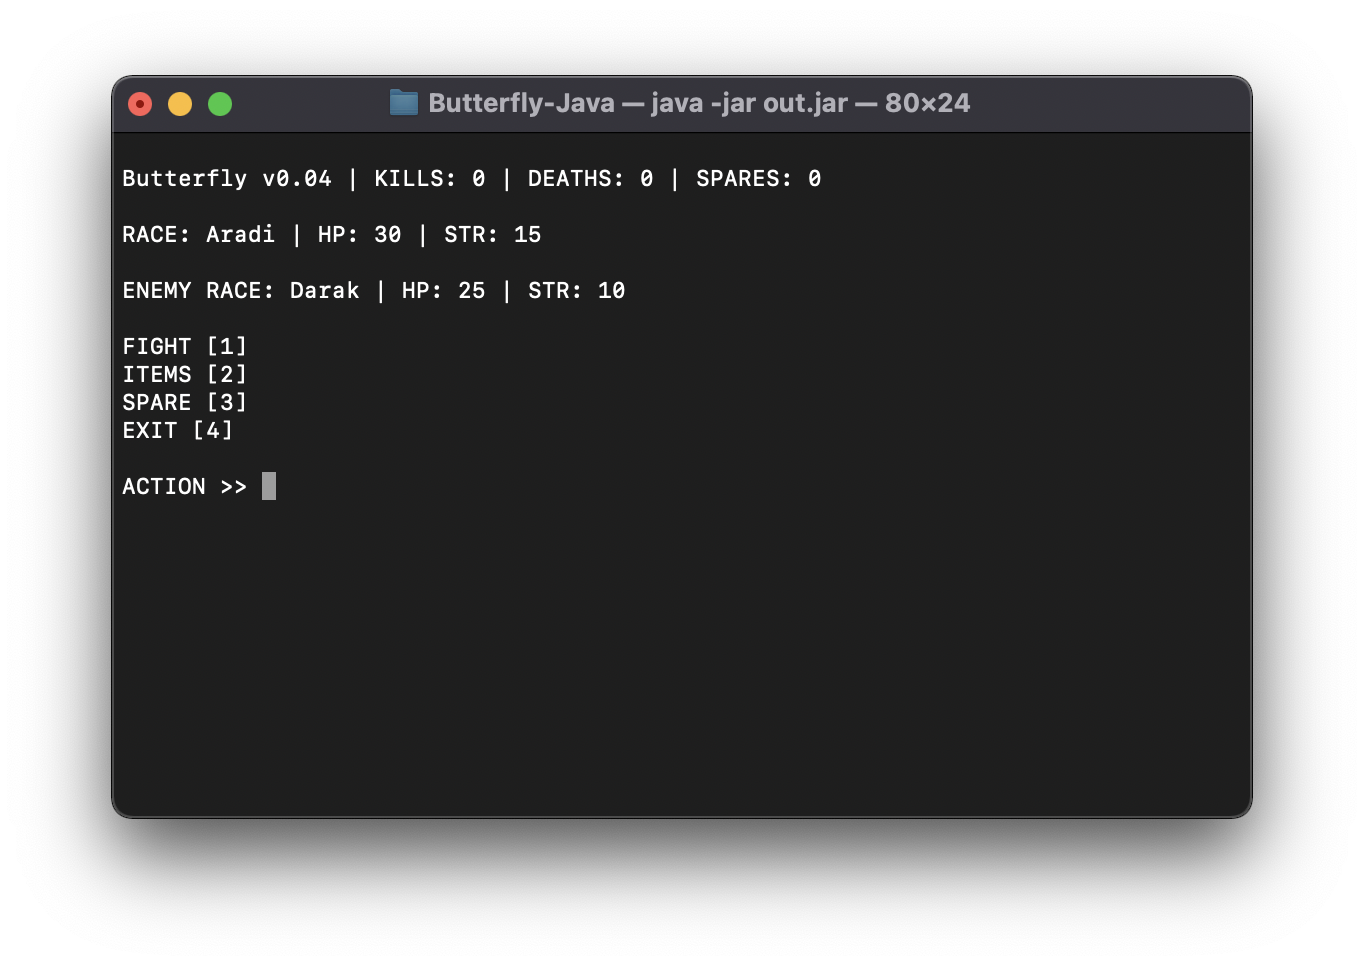 Butterfly-Java — java -jar out.jar — 80×24
Butterfly v0.04 | KILLS: 0 | DEATHS: 0 | SPARES: 0
RACE: Aradi | HP: 30 | STR: 15
ENEMY RACE: Darak | HP: 25 | STR: 10
FIGHT [1]
ITEMS [2]
SPARE [3]
EXIT [4]
ACTION >>